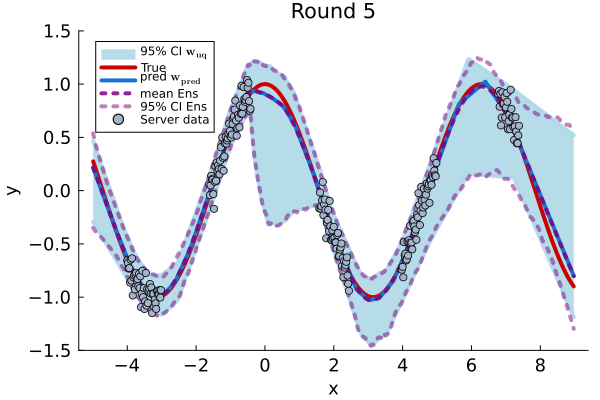 Round 5
95% CI w_uq
True
pred w_pred
mean Ens
95% CI Ens
Server data
y
1.5
1.0
0.5
0.0
−0.5
−1.0
−1.5
−4 −2 0 2 4 6 8
x